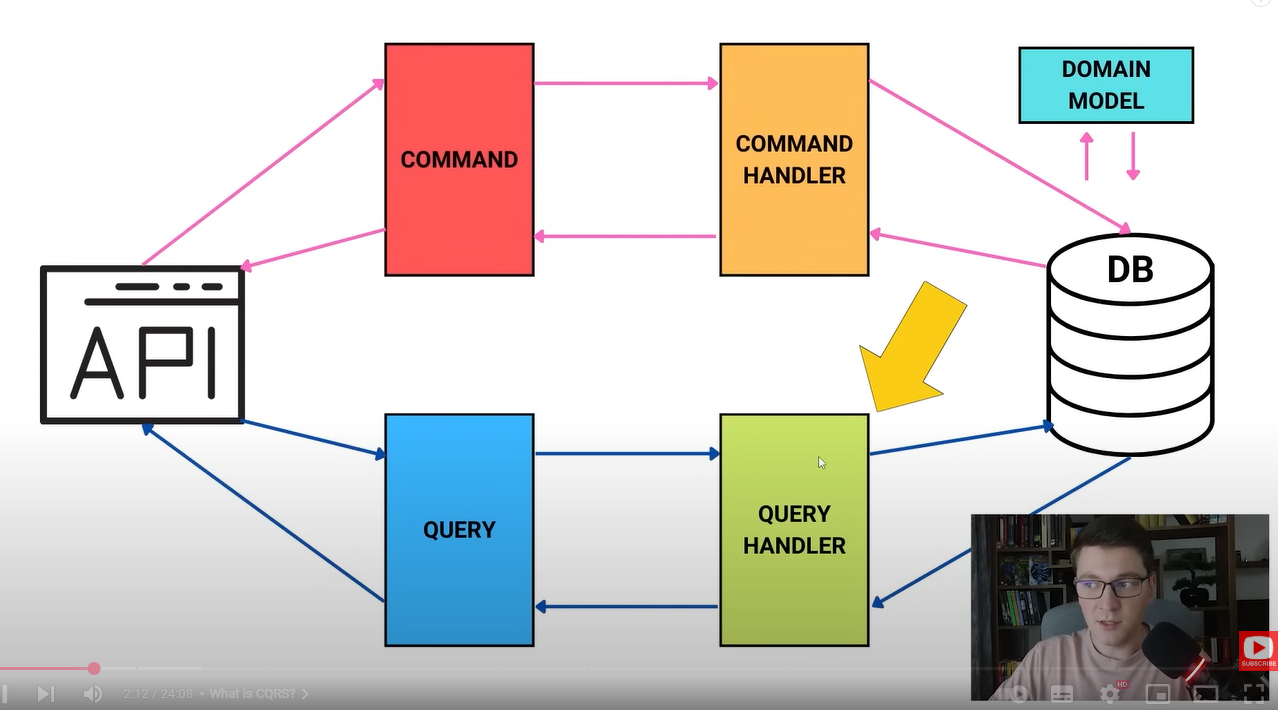 COMMAND
COMMAND
HANDLER
DOMAIN
MODEL
DB
API
QUERY
QUERY
HANDLER
SUBSCRIBE
HD
2:12 / 24:08 • What is CQRS?